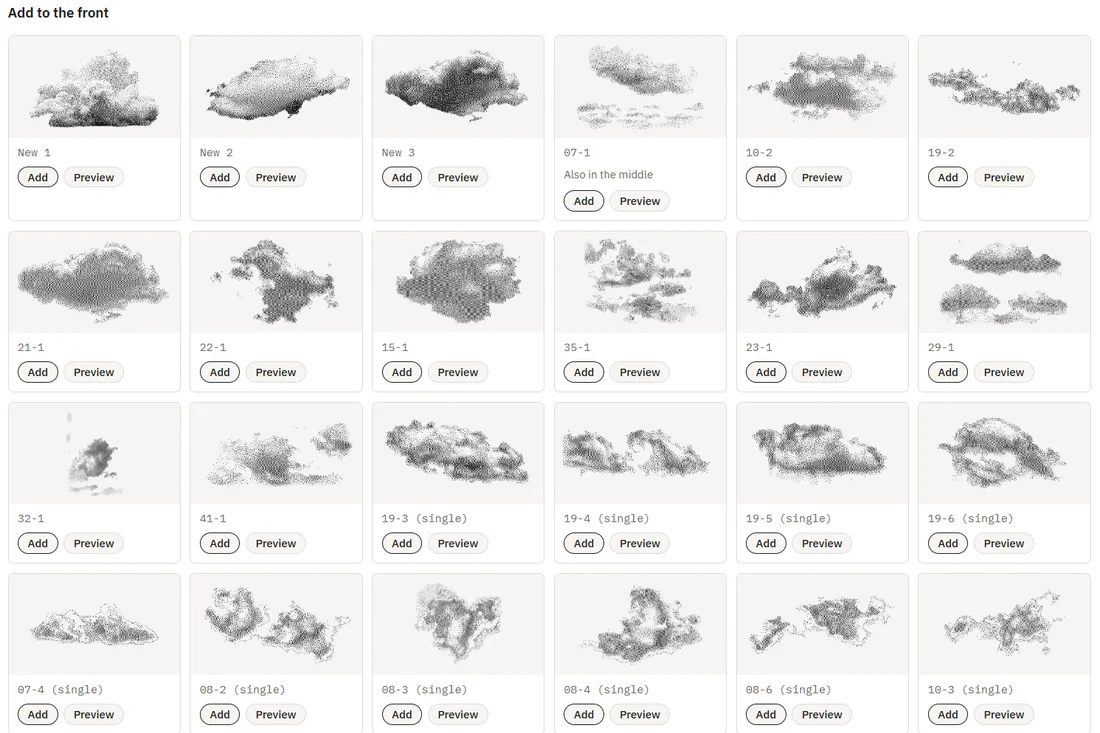 Add to the front
New 1
Add Preview
New 2
Add Preview
New 3
Add Preview
07-1
Also in the middle
Add Preview
10-2
Add Preview
19-2
Add Preview
21-1
Add Preview
22-1
Add Preview
15-1
Add Preview
35-1
Add Preview
23-1
Add Preview
29-1
Add Preview
32-1
Add Preview
41-1
Add Preview
19-3 (single)
Add Preview
19-4 (single)
Add Preview
19-5 (single)
Add Preview
19-6 (single)
Add Preview
07-4 (single)
Add Preview
08-2 (single)
Add Preview
08-3 (single)
Add Preview
08-4 (single)
Add Preview
08-6 (single)
Add Preview
10-3 (single)
Add Preview